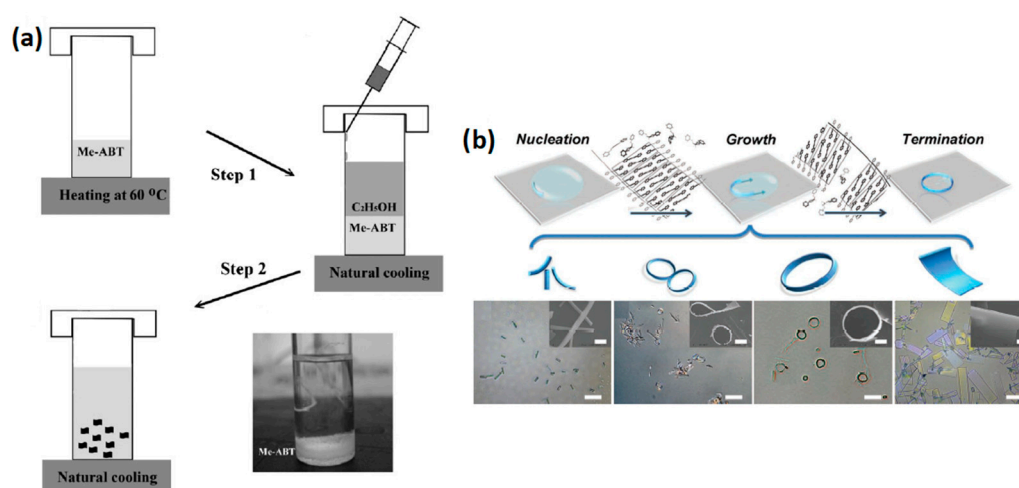 (a)
Me-ABT
Heating at 60 ⁰C
Step 1
C₂H₅OH
Me-ABT
Natural cooling
Step 2
Natural cooling
Me-ABT
(b)
Nucleation
Growth
Termination